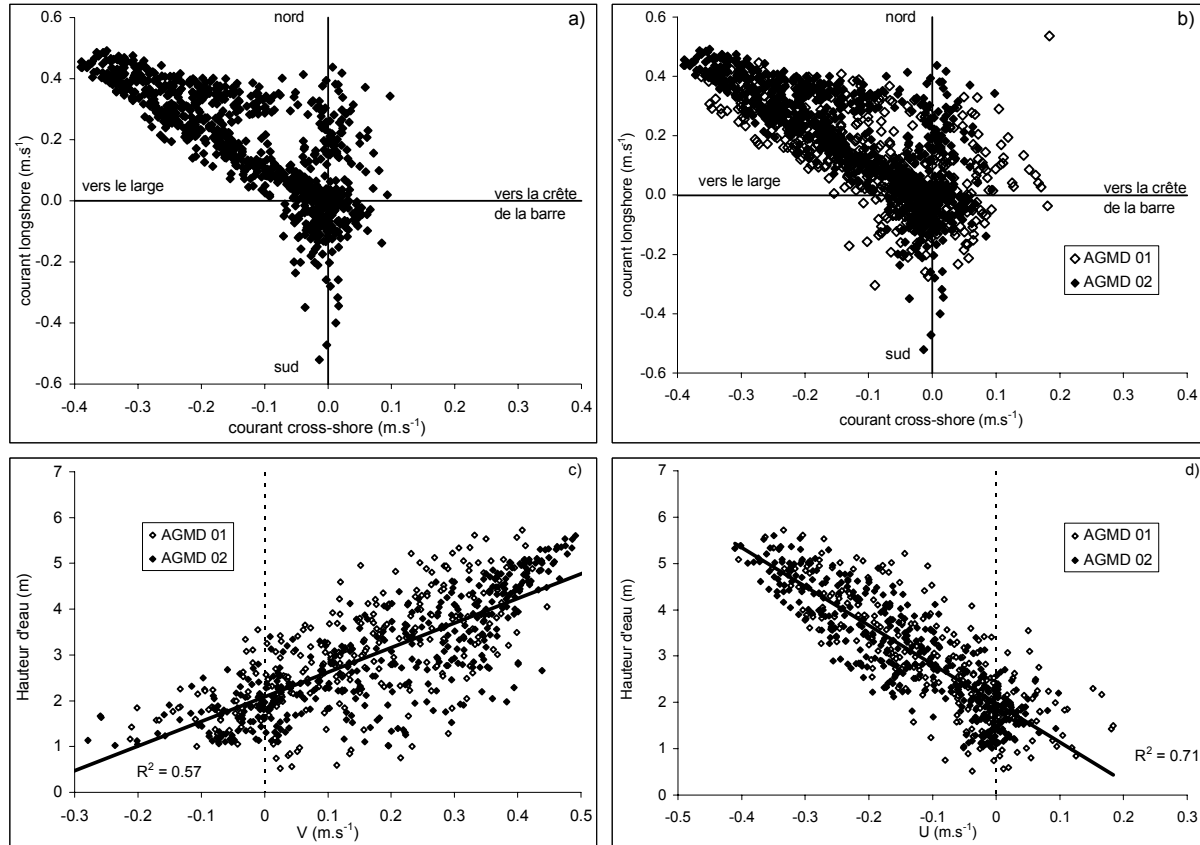 a)
nord
0.6
0.4
0.2
0.0
-0.2
-0.4
-0.6
courant longshore (m.s-1)
vers le large
vers la crête
de la barre
sud
-0.4 -0.3 -0.2 -0.1 0.0 0.1 0.2 0.3 0.4
courant cross-shore (m.s-1)
b)
nord
0.6
0.4
0.2
0.0
-0.2
-0.4
-0.6
courant longshore (m.s-1)
vers le large
vers la crête
de la barre
AGMD 01
AGMD 02
sud
-0.4 -0.3 -0.2 -0.1 0.0 0.1 0.2 0.3 0.4
courant cross-shore (m.s-1)
c)
7
6
5
4
3
2
1
0
Hauteur d'eau (m)
AGMD 01
AGMD 02
R2 = 0.57
-0.3 -0.2 -0.1 0 0.1 0.2 0.3 0.4 0.5
V (m.s-1)
d)
7
6
5
4
3
2
1
0
Hauteur d'eau (m)
AGMD 01
AGMD 02
R2 = 0.71
-0.5 -0.4 -0.3 -0.2 -0.1 0 0.1 0.2 0.3
U (m.s-1)